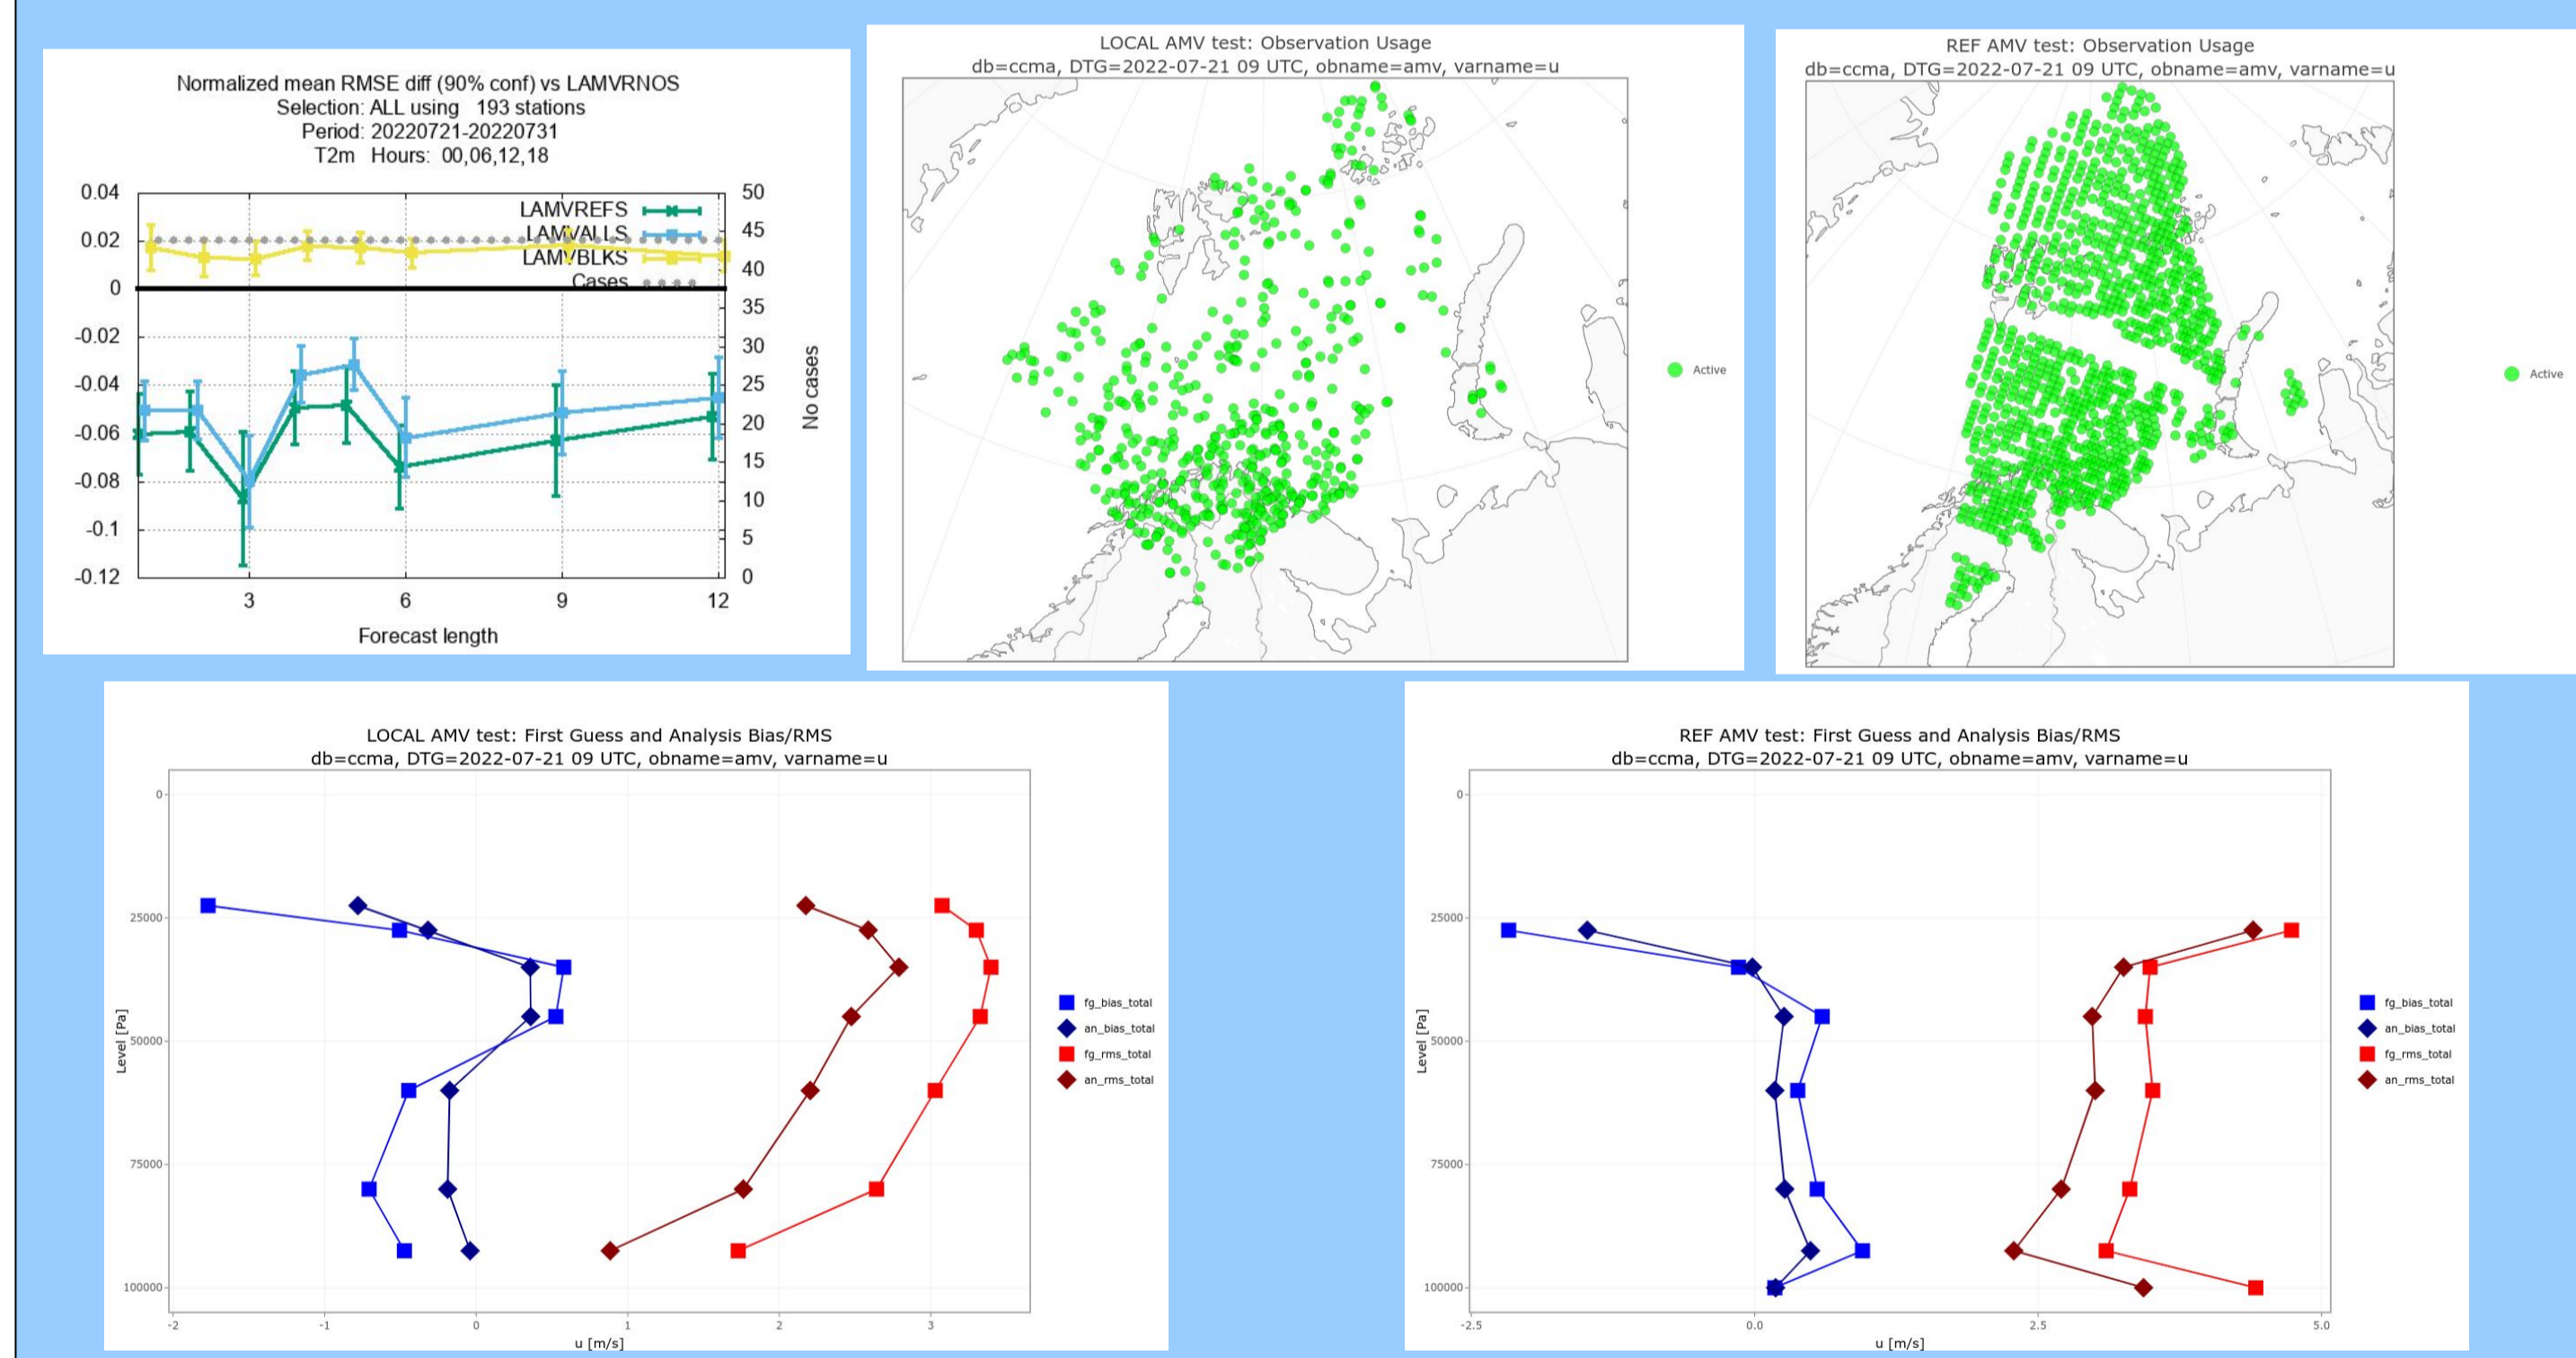 Normalized mean RMSE diff (90% conf) vs LAMVRNOS
Selection: ALL using 193 stations
Period: 20220721-20220731
T2m Hours: 00,06,12,18
LAMVREFS
LAMVALLS
LAMVBLKS
Cases
0.04
0.02
0
-0.02
-0.04
-0.06
-0.08
-0.1
-0.12
50
45
40
35
30
25
20
15
10
5
0
No cases
3 6 9 12
Forecast length
LOCAL AMV test: Observation Usage
db=ccma, DTG=2022-07-21 09 UTC, obname=amv, varname=u
Active
REF AMV test: Observation Usage
db=ccma, DTG=2022-07-21 09 UTC, obname=amv, varname=u
Active
LOCAL AMV test: First Guess and Analysis Bias/RMS
db=ccma, DTG=2022-07-21 09 UTC, obname=amv, varname=u
0
25000
50000
75000
100000
Level [Pa]
-2 -1 0 1 2 3
u [m/s]
fg_bias_total
an_bias_total
fg_rms_total
an_rms_total
REF AMV test: First Guess and Analysis Bias/RMS
db=ccma, DTG=2022-07-21 09 UTC, obname=amv, varname=u
0
25000
50000
75000
100000
Level [Pa]
-2.5 0.0 2.5 5.0
u [m/s]
fg_bias_total
an_bias_total
fg_rms_total
an_rms_total